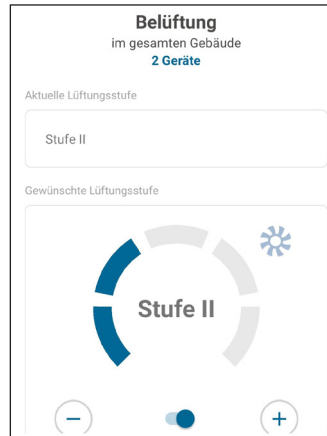 Belüftung
im gesamten Gebäude
2 Geräte
Aktuelle Lüftungsstufe
Stufe II
Gewünschte Lüftungsstufe
Stufe II